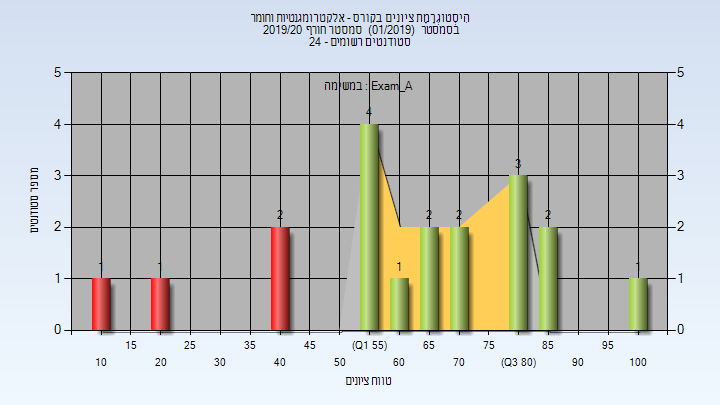 היסטוגרמת ציונים בקורס - אלקטרומגנטיות וחומר
בסמסטר (01/2019) סמסטר חורף 2019/20
סטודנטים רשומים - 24
במשימה : Exam_A
מספר סטודנטים
5 5
4 4
3 3
2 2
1 1
0 0
1 1 2 4 1 2 2 3 2 1
15 25 35 45 (Q1 55) 65 75 85 95
10 20 30 40 50 60 70 (Q3 80) 90 100
טווח ציונים